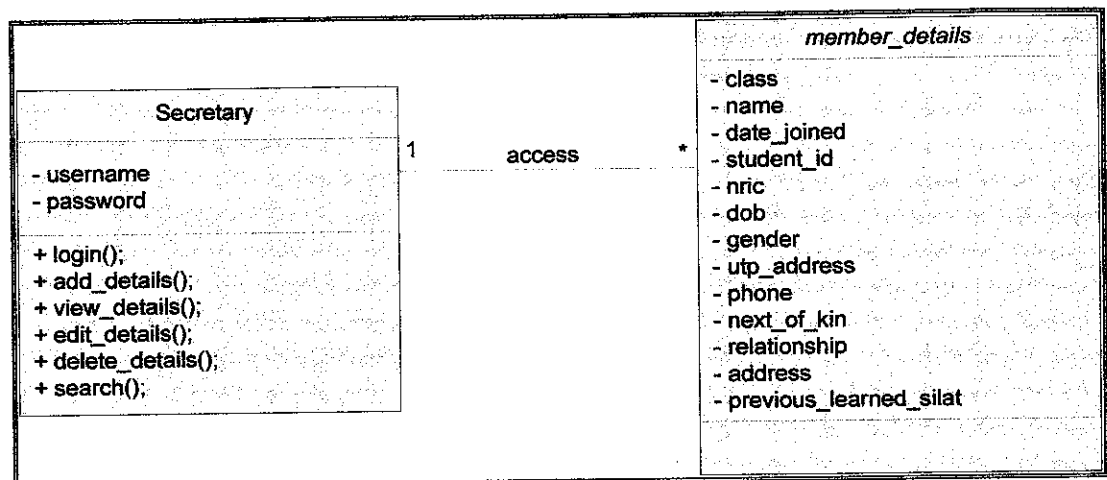 Secretary
- username
- password
+ login();
+ add_details();
+ view_details();
+ edit_details();
+ delete_details();
+ search();
1
access
*
member_details
- class
- name
- date_joined
- student_id
- nric
- dob
- gender
- utp_address
- phone
- next_of_kin
- relationship
- address
- previous_learned_silat